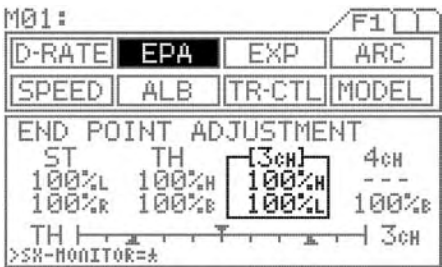 M01: F1
D-RATE EPA EXP ARC
SPEED ALB TR-CTL MODEL
END POINT ADJUSTMENT
ST TH [3CH] 4CH
100%L 100%H 100%H ---
100%R 100%B 100%L 100%B
TH 3CH
>SX-MONITOR=